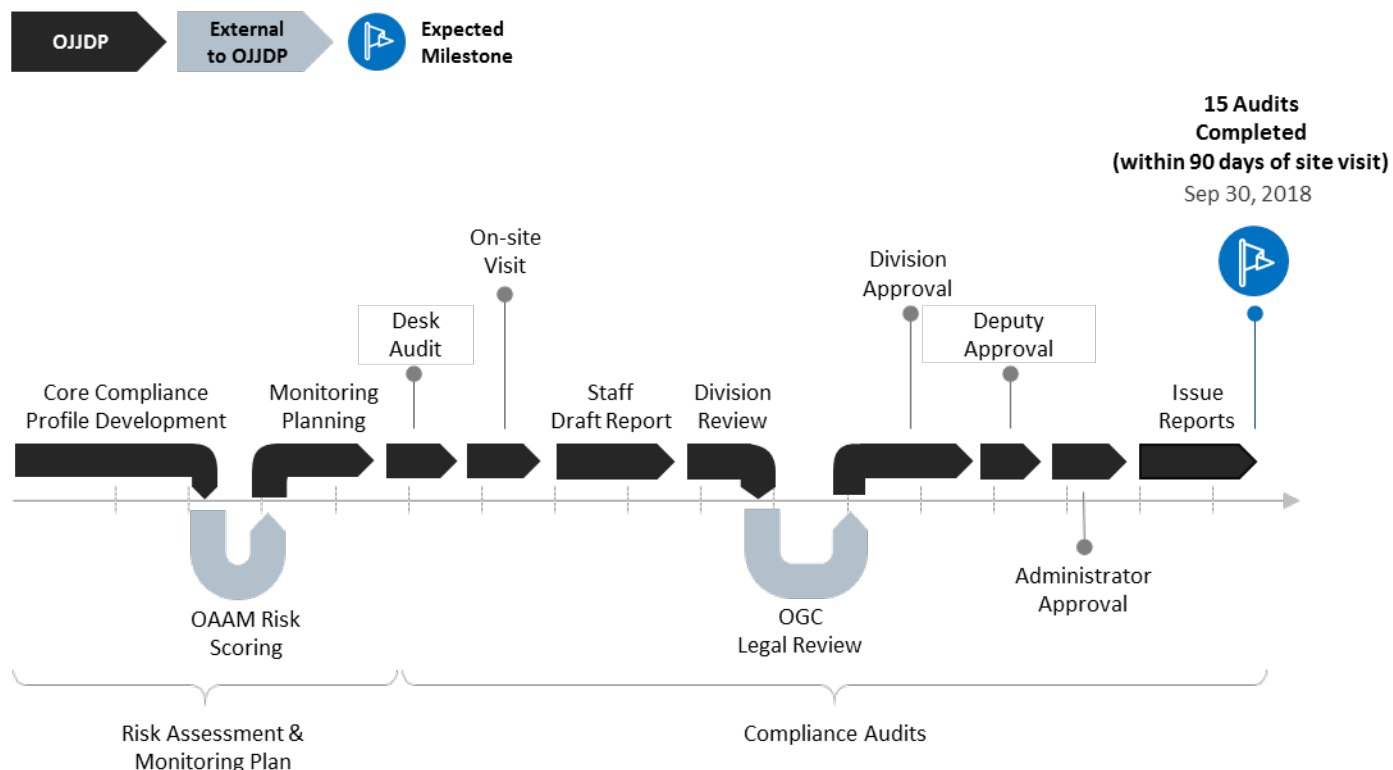 OJJDP
External
to OJJDP
Expected
Milestone
15 Audits
Completed
(within 90 days of site visit)
Sep 30, 2018
On-site
Visit
Division
Approval
Desk
Audit
Deputy
Approval
Core Compliance
Profile Development
Monitoring
Planning
Staff
Draft Report
Division
Review
Issue
Reports
OAAM Risk
Scoring
OGC
Legal Review
Administrator
Approval
Risk Assessment &
Monitoring Plan
Compliance Audits